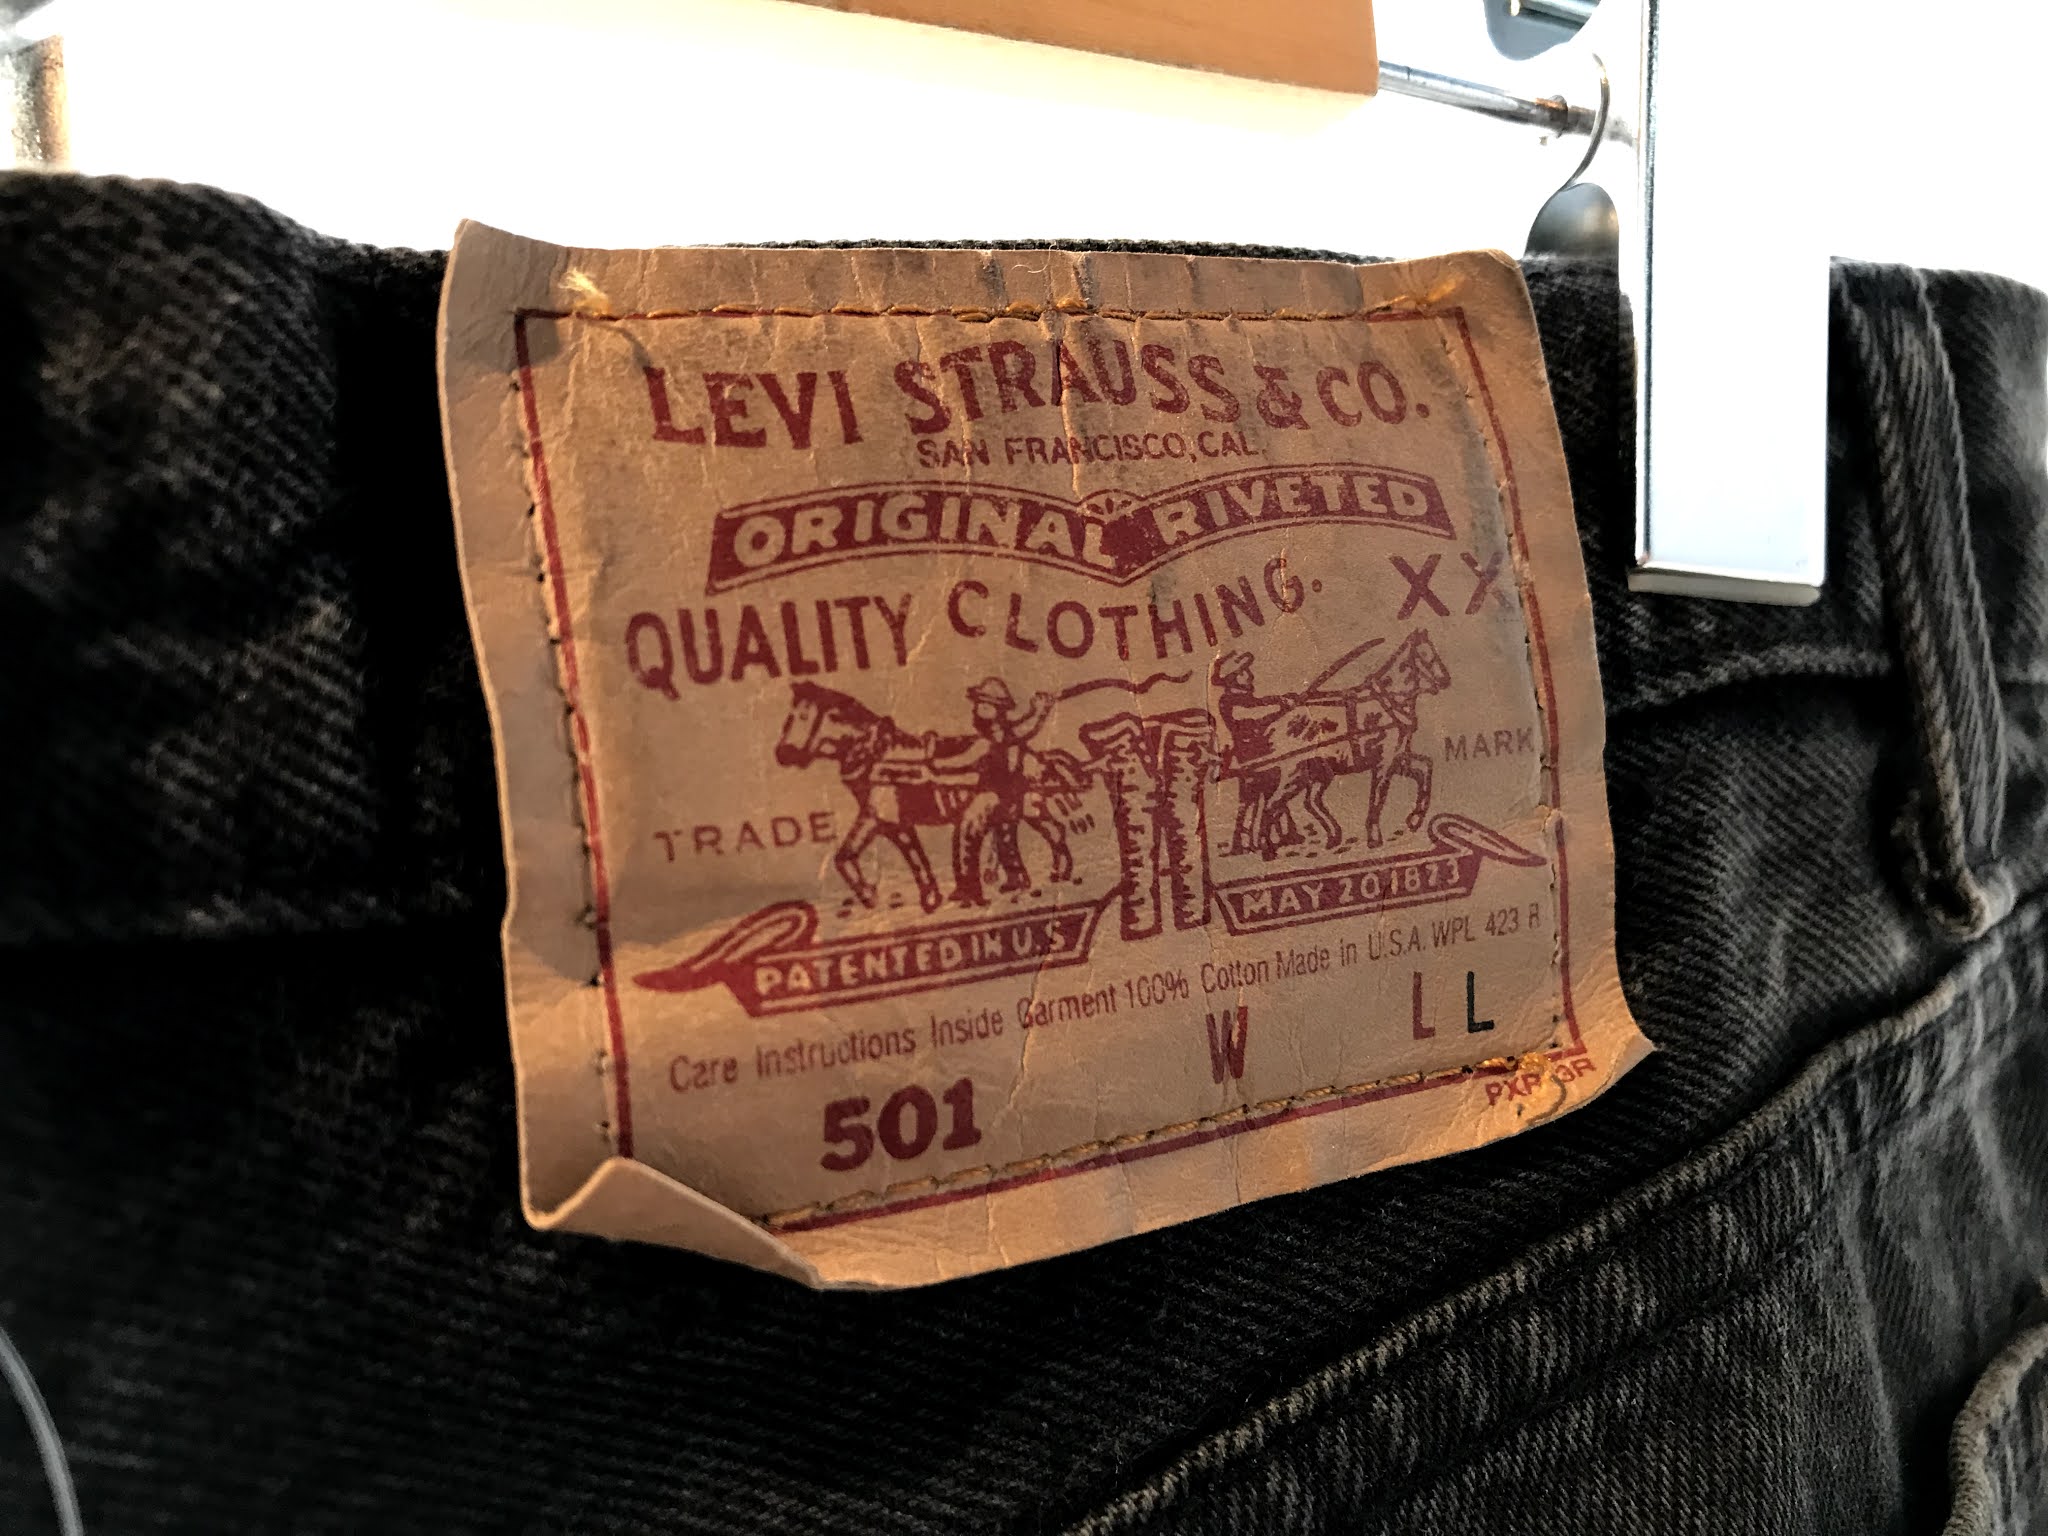 LEVI STRAUSS & CO.
SAN FRANCISCO, CAL.
ORIGINAL RIVETED
QUALITY CLOTHING. XX
TRADE MARK
PATENTED IN U.S MAY 20 1873
Care Instructions Inside Garment 100% Cotton Made in U.S.A. WPL 423 R
501 W L L